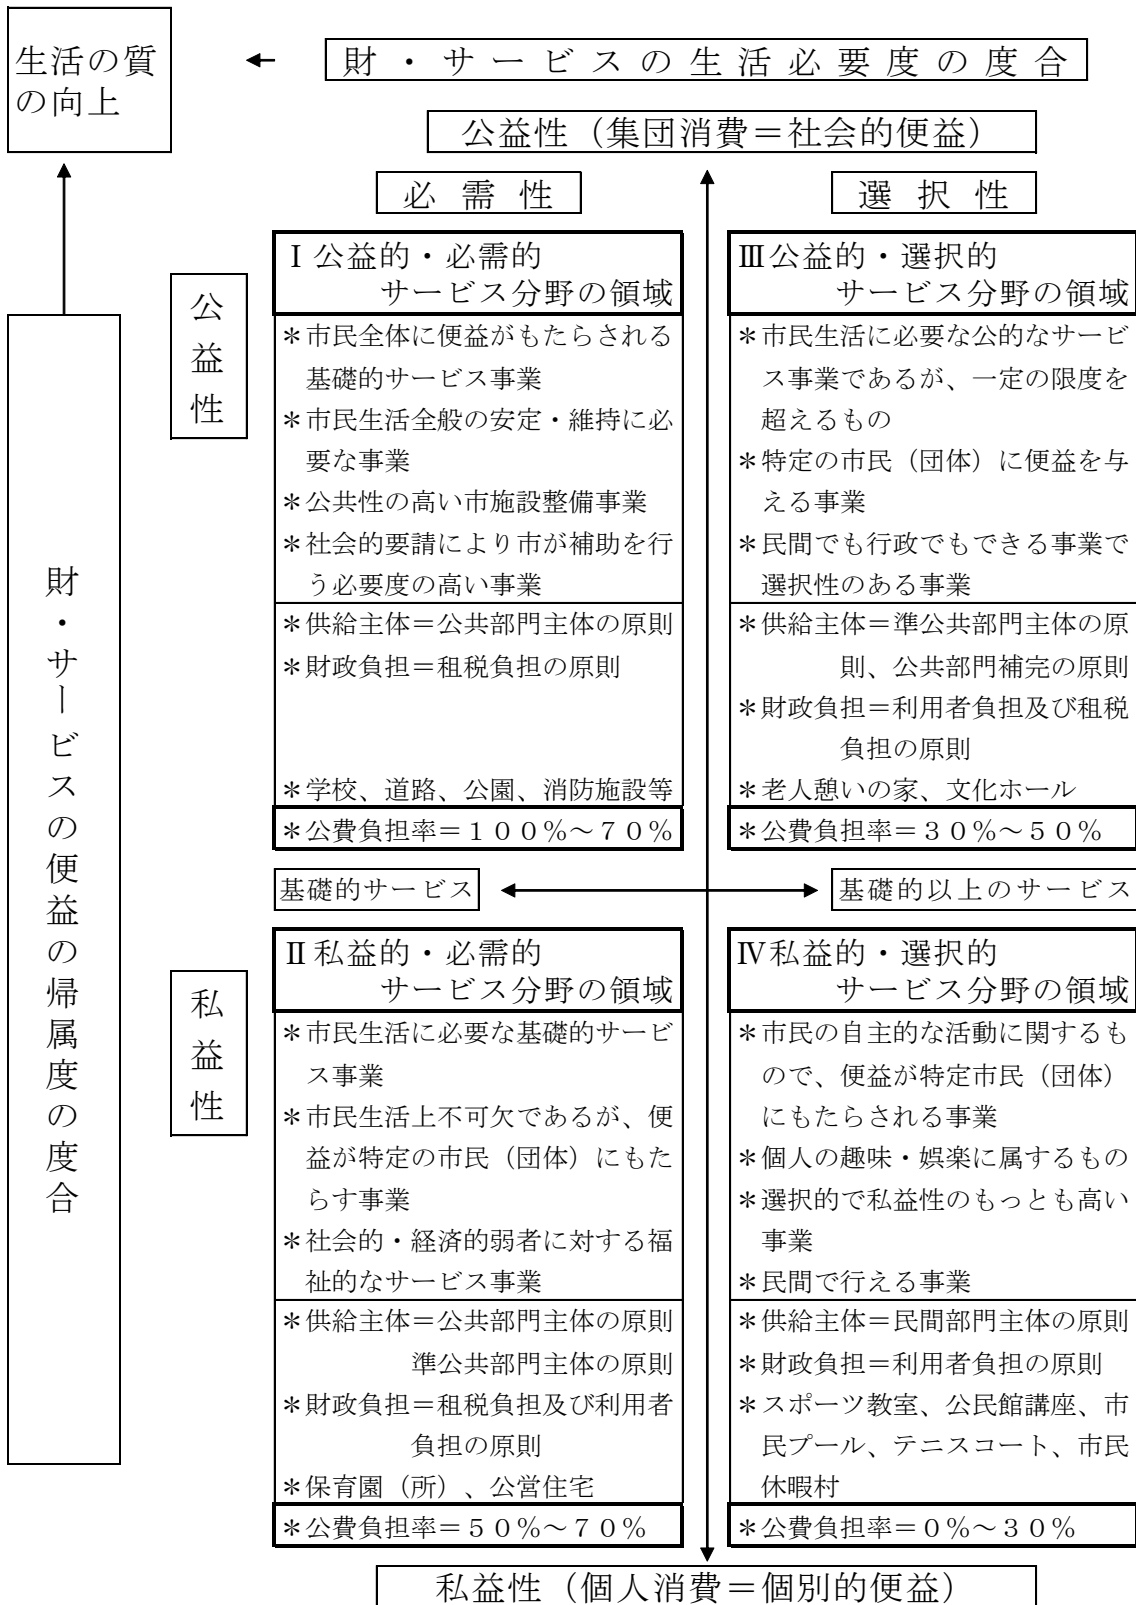 生活の質
の向上
財・サービスの生活必要度の度合
公益性（集団消費＝社会的便益）
必需性
選択性
公益性
Ⅰ公益的・必需的
サービス分野の領域
＊市民全体に便益がもたらされる
基礎的サービス事業
＊市民生活全般の安定・維持に必
要な事業
＊公共性の高い市施設整備事業
＊社会的要請により市が補助を行
う必要度の高い事業
＊供給主体＝公共部門主体の原則
＊財政負担＝租税負担の原則
＊学校、道路、公園、消防施設等
＊公費負担率＝１００％～７０％
Ⅲ公益的・選択的
サービス分野の領域
＊市民生活に必要な公的なサービ
ス事業であるが、一定の限度を
超えるもの
＊特定の市民（団体）に便益を与
える事業
＊民間でも行政でもできる事業で
選択性のある事業
＊供給主体＝準公共部門主体の原
則、公共部門補完の原則
＊財政負担＝利用者負担及び租税
負担の原則
＊老人憩いの家、文化ホール
＊公費負担率＝３０％～５０％
財・サービスの便益の帰属度の度合
基礎的サービス
基礎的以上のサービス
私益性
Ⅱ私益的・必需的
サービス分野の領域
＊市民生活に必要な基礎的サービ
ス事業
＊市民生活上不可欠であるが、便
益が特定の市民（団体）にもた
らす事業
＊社会的・経済的弱者に対する福
祉的なサービス事業
＊供給主体＝公共部門主体の原則
準公共部門主体の原則
＊財政負担＝租税負担及び利用者
負担の原則
＊保育園（所）、公営住宅
＊公費負担率＝５０％～７０％
Ⅳ私益的・選択的
サービス分野の領域
＊市民の自主的な活動に関するも
ので、便益が特定市民（団体）
にもたらされる事業
＊個人の趣味・娯楽に属するもの
＊選択的で私益性のもっとも高い
事業
＊民間で行える事業
＊供給主体＝民間部門主体の原則
＊財政負担＝利用者負担の原則
＊スポーツ教室、公民館講座、市
民プール、テニスコート、市民
休暇村
＊公費負担率＝０％～３０％
私益性（個人消費＝個別的便益）